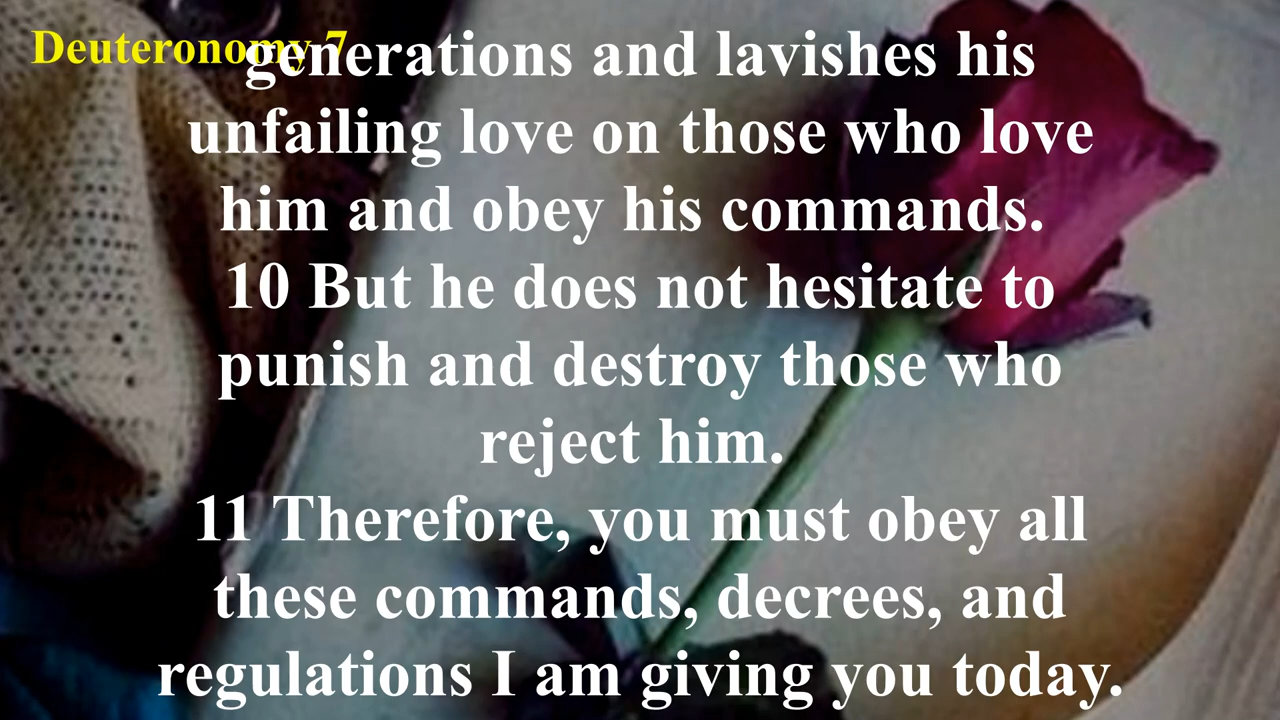 Deuteronomy 7
generations and lavishes his
unfailing love on those who love
him and obey his commands.
10 But he does not hesitate to
punish and destroy those who
reject him.
11 Therefore, you must obey all
these commands, decrees, and
regulations I am giving you today.